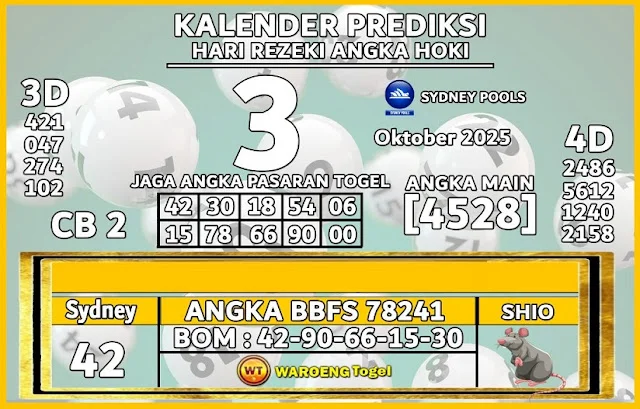 KALENDER PREDIKSI
HARI REZEKI ANGKA HOKI
3
3D
421
047
274
102
CB 2
SYDNEY POOLS
Oktober 2025
JAGA ANGKA PASARAN TOGEL
42 30 18 54 06
15 78 66 90 00
ANGKA MAIN
[4528]
4D
2486
5612
1240
2158
Sydney
42
ANGKA BBFS 78241
BOM : 42-90-66-15-30
WT WAROENG Togel
SHIO